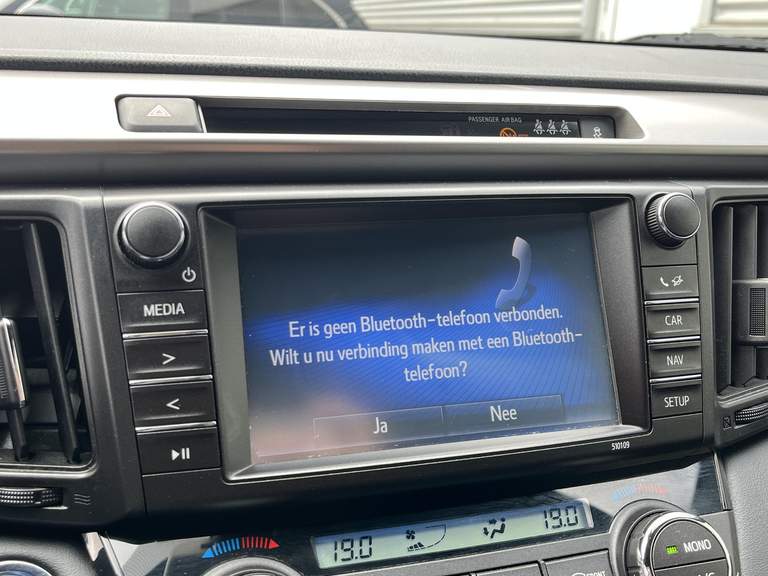 PASSENGER AIR BAG
MEDIA
>
<
Er is geen Bluetooth-telefoon verbonden.
Wilt u nu verbinding maken met een Bluetooth-
telefoon?
Ja
Nee
CAR
NAV
SETUP
510109
19.0
19.0
MONO